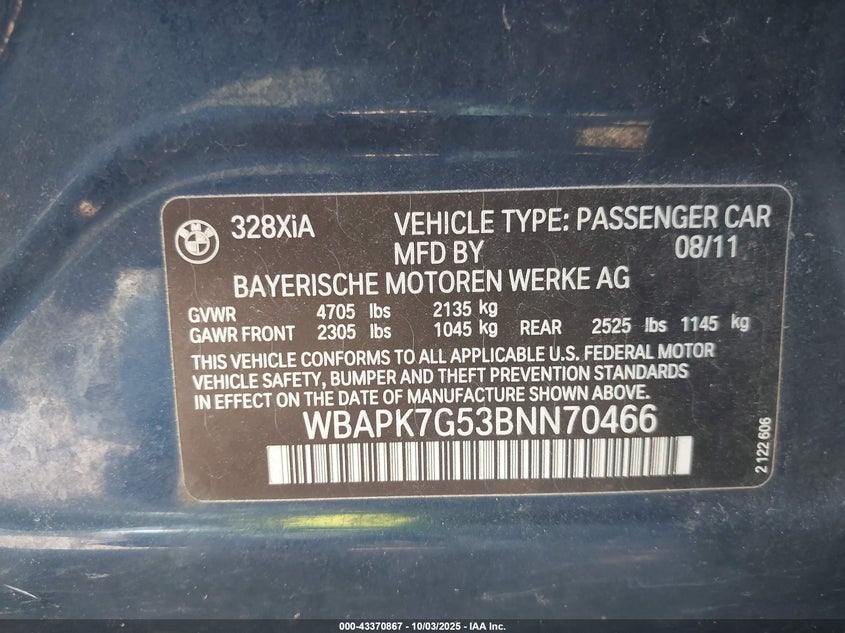 328XiA VEHICLE TYPE: PASSENGER CAR
MFD BY 08/11
BAYERISCHE MOTOREN WERKE AG
GVWR 4705 lbs 2135 kg
GAWR FRONT 2305 lbs 1045 kg REAR 2525 lbs 1145 kg
THIS VEHICLE CONFORMS TO ALL APPLICABLE U.S. FEDERAL MOTOR
VEHICLE SAFETY, BUMPER AND THEFT PREVENTION STANDARDS
IN EFFECT ON THE DATE OF MANUFACTURE SHOWN ABOVE.
WBAPK7G53BNN70466
2 122 606
000-43370867 - 10/03/2025 - IAA Inc.